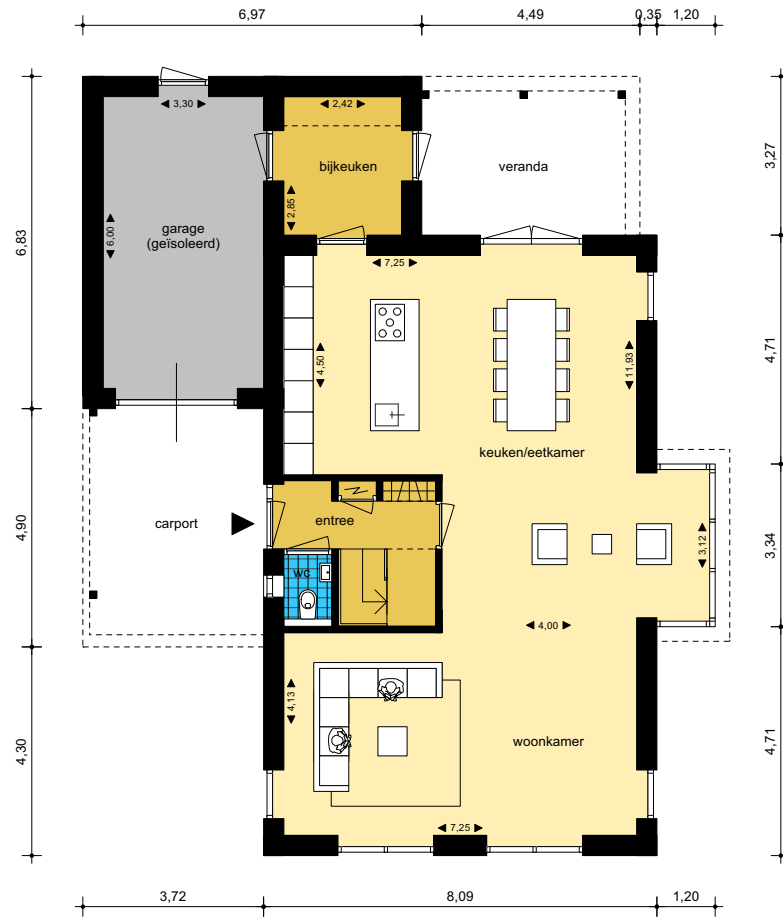 6,97
4,49
0,35
1,20
3,30
2,42
3,27
bijkeuken
veranda
2,85
6,00
garage
(geïsoleerd)
6,83
7,25
4,50
11,93
4,71
keuken/eetkamer
carport
entree
4,90
3,12
3,34
WC
4,00
4,13
woonkamer
4,30
4,71
7,25
3,72
8,09
1,20